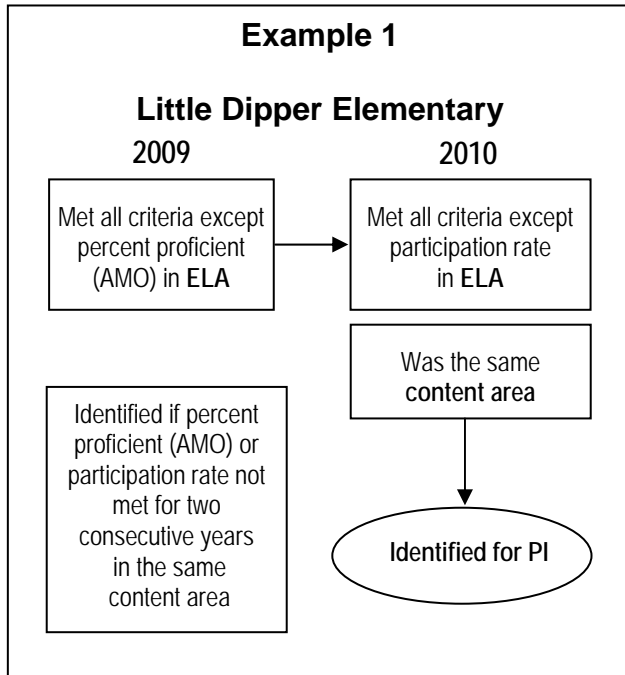 Example 1
Little Dipper Elementary
2009
2010
Met all criteria except
percent proficient
(AMO) in ELA
Met all criteria except
participation rate
in ELA
Was the same
content area
Identified if percent
proficient (AMO) or
participation rate not
met for two
consecutive years
in the same
content area
Identified for PI